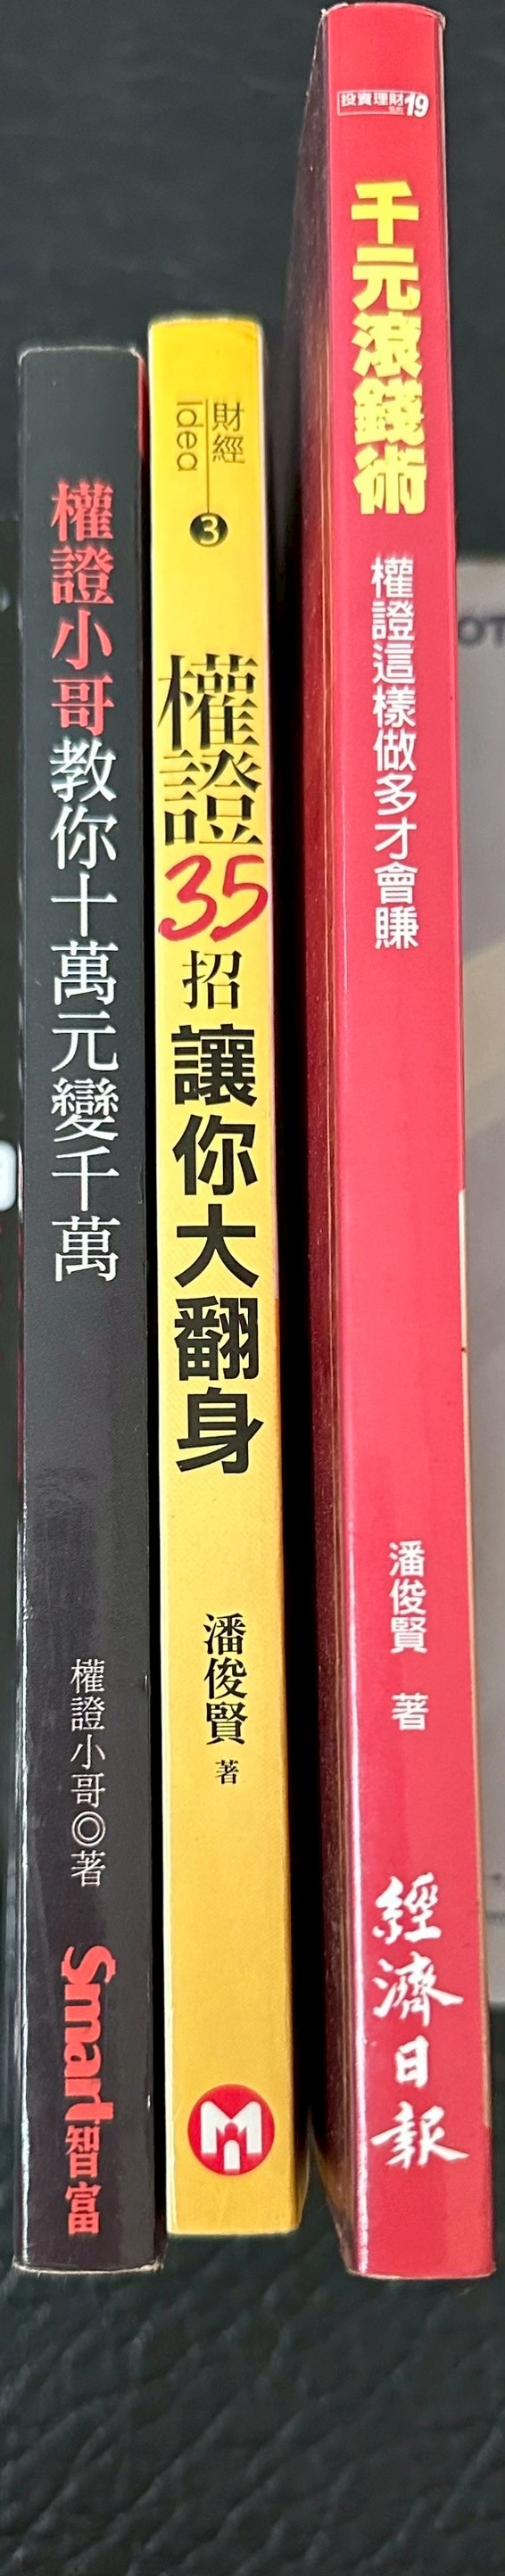 權證小哥教你十萬元變千萬
權證小哥◎著
Smart智富
財經
idea
3
權證35招讓你大翻身
潘俊賢 著
投資理財
19
千元滾錢術
權證這樣做多才會賺
潘俊賢 著
經濟日報
OT